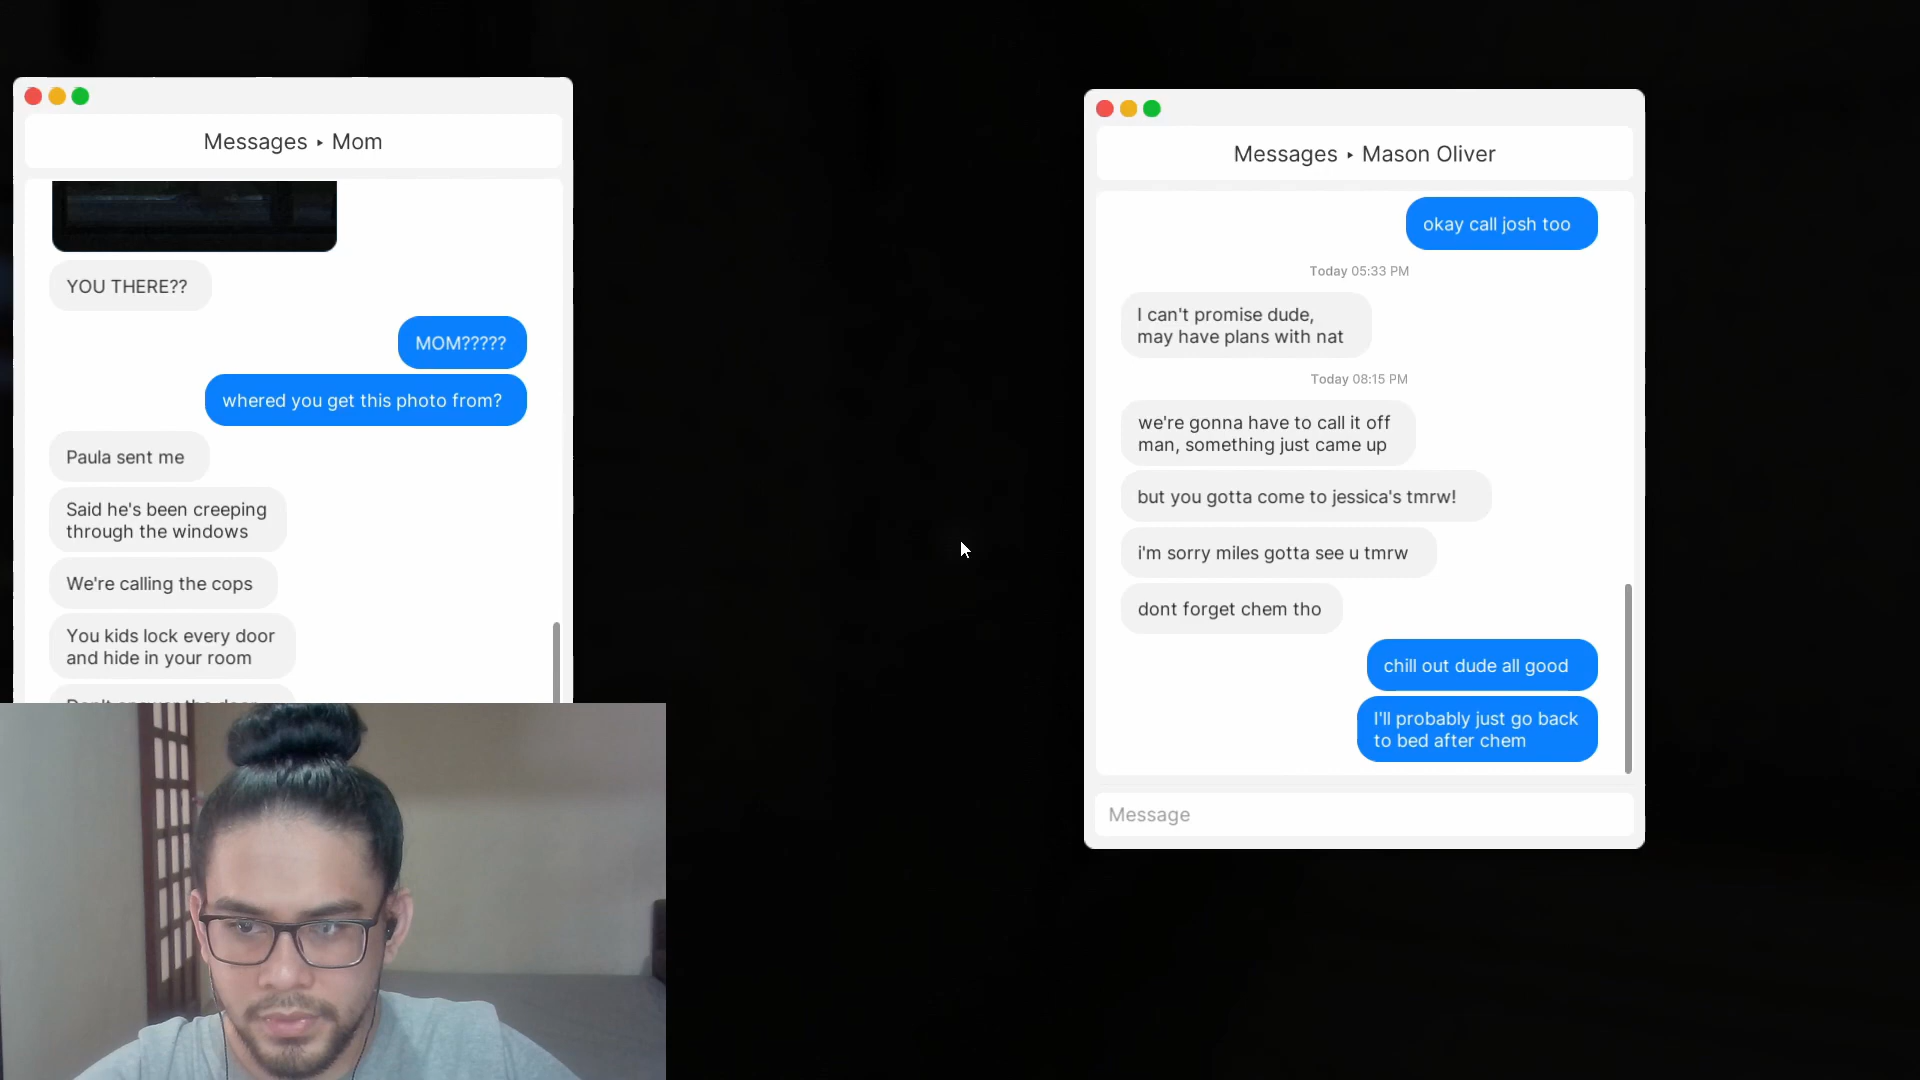 Messages ▸ Mom
YOU THERE??
MOM?????
whered you get this photo from?
Paula sent me
Said he's been creeping
through the windows
We're calling the cops
You kids lock every door
and hide in your room
Messages ▸ Mason Oliver
okay call josh too
Today 05:33 PM
I can't promise dude,
may have plans with nat
Today 08:15 PM
we're gonna have to call it off
man, something just came up
but you gotta come to jessica's tmrw!
i'm sorry miles gotta see u tmrw
dont forget chem tho
chill out dude all good
I'll probably just go back
to bed after chem
Message